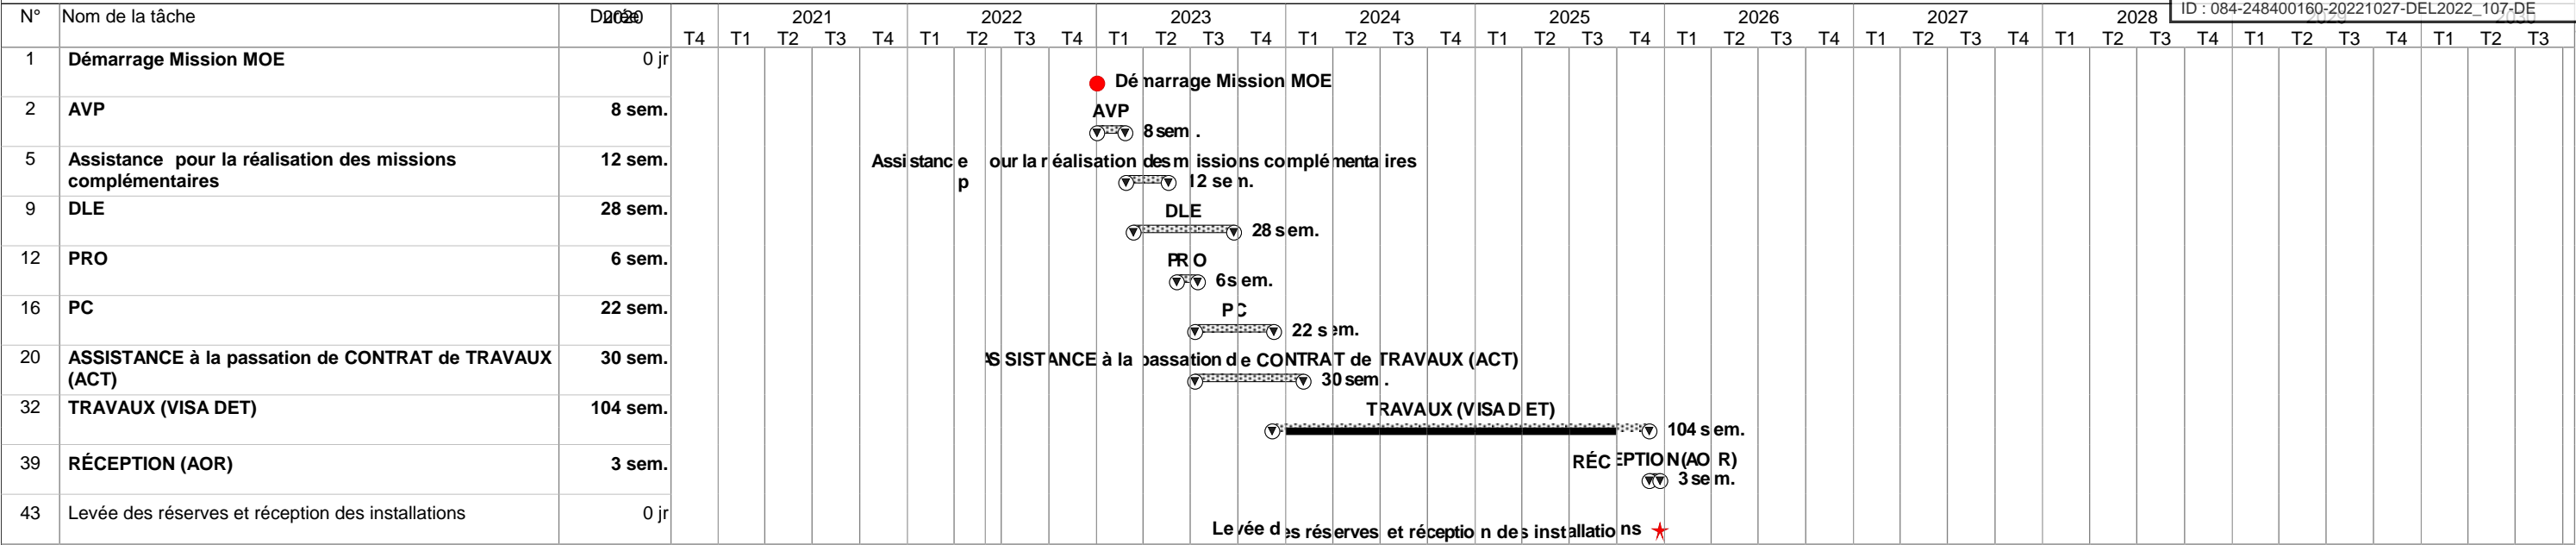 ID : 084-248400160-20221027-DEL2022_107-DE
N° Nom de la tâche Durée 2020 2021 2022 2023 2024 2025 2026 2027 2028 2029 2030
T4 T1 T2 T3 T4 T1 T2 T3 T4 T1 T2 T3 T4 T1 T2 T3 T4 T1 T2 T3 T4 T1 T2 T3 T4 T1 T2 T3 T4 T1 T2 T3 T4 T1 T2 T3 T4 T1 T2 T3
1 Démarrage Mission MOE 0 jr
Démarrage Mission MOE
2 AVP 8 sem.
AVP
8 sem.
5 Assistance pour la réalisation des missions complémentaires 12 sem.
Assistance pour la réalisation des missions complémentaires
12 sem.
9 DLE 28 sem.
DLE
28 sem.
12 PRO 6 sem.
PRO
6 sem.
16 PC 22 sem.
PC
22 sem.
20 ASSISTANCE à la passation de CONTRAT de TRAVAUX (ACT) 30 sem.
ASSISTANCE à la passation de CONTRAT de TRAVAUX (ACT)
30 sem.
32 TRAVAUX (VISA DET) 104 sem.
TRAVAUX (VISA DET)
104 sem.
39 RÉCEPTION (AOR) 3 sem.
RÉCEPTION (AOR)
3 sem.
43 Levée des réserves et réception des installations 0 jr
Levée des réserves et réception des installations